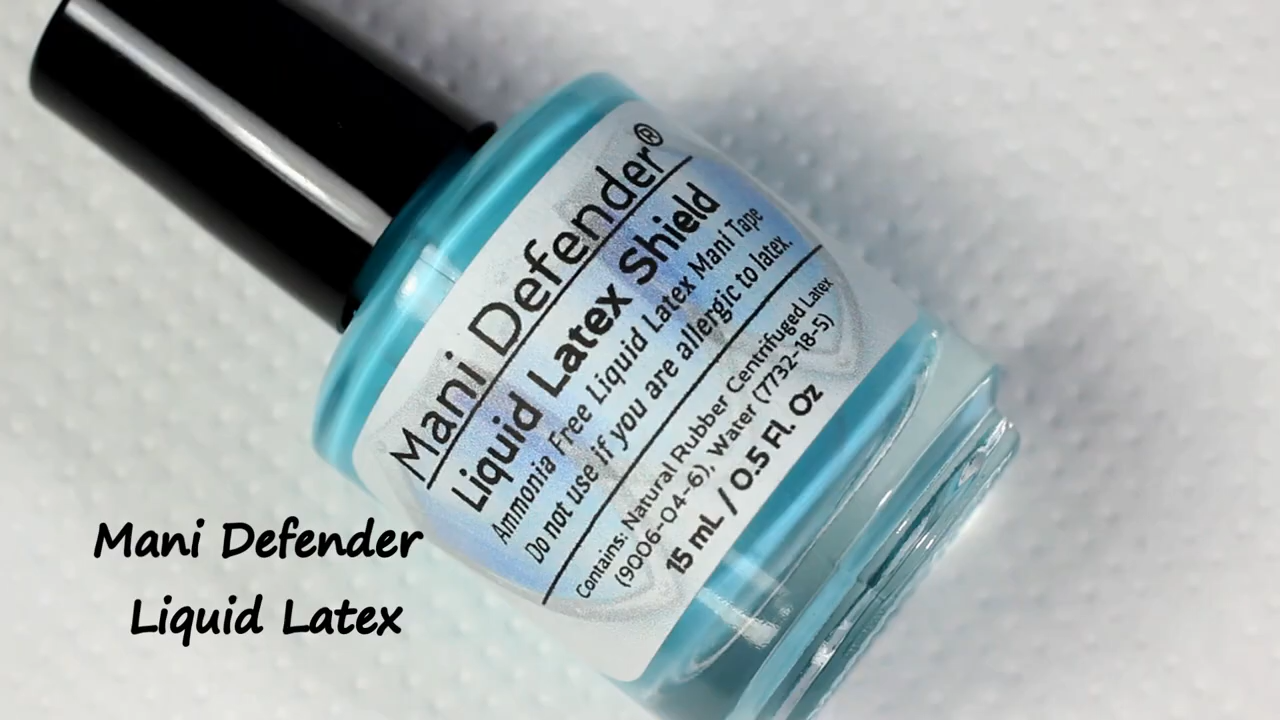 Mani Defender®
Liquid Latex Shield
Ammonia Free Liquid Latex Mani Tape
Do not use if you are allergic to latex.
Contains: Natural Rubber Centrifuged Latex
(9006-04-6), Water (7732-18-5)
15 mL / 0.5 Fl. Oz
Mani Defender
Liquid Latex